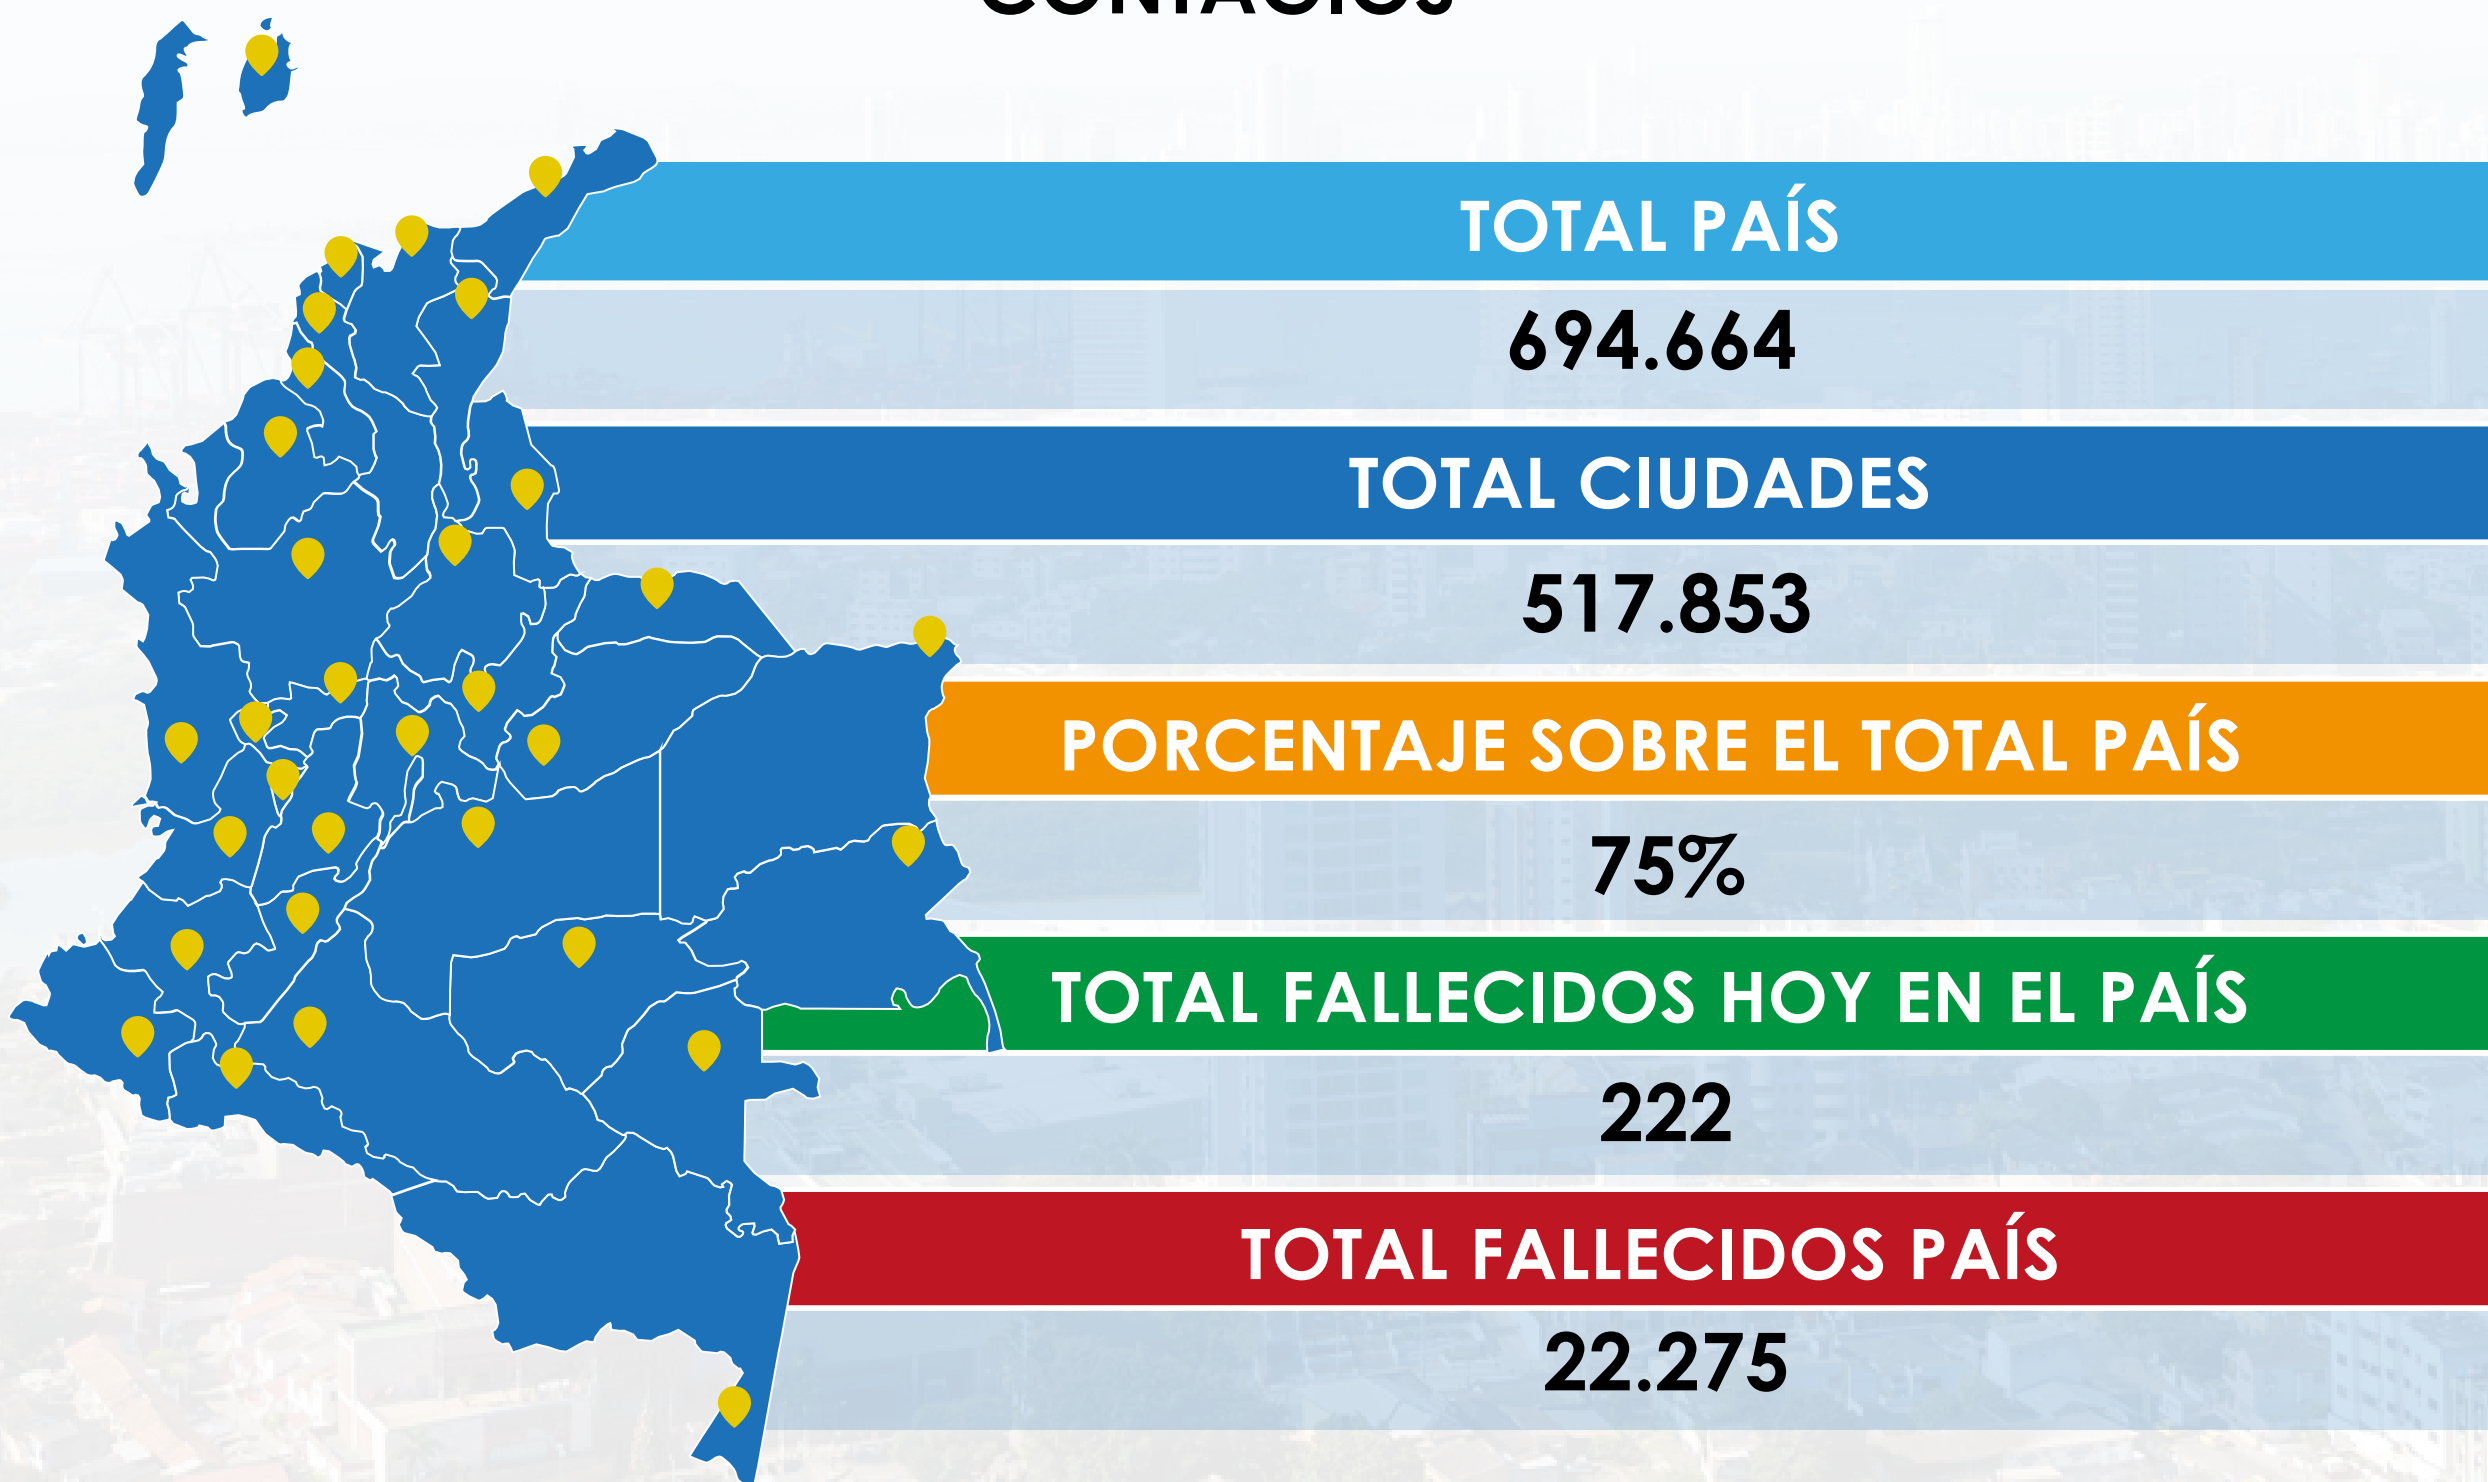 CONTAGIOS
TOTAL PAÍS
694.664
TOTAL CIUDADES
517.853
PORCENTAJE SOBRE EL TOTAL PAÍS
75%
TOTAL FALLECIDOS HOY EN EL PAÍS
222
TOTAL FALLECIDOS PAÍS
22.275